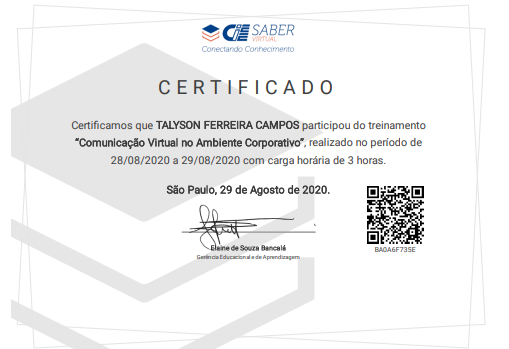 CIEE SABER
VIRTUAL
Conectando Conhecimento
CERTIFICADO
Certificamos que TALYSON FERREIRA CAMPOS participou do treinamento
“Comunicação Virtual no Ambiente Corporativo”, realizado no período de
28/08/2020 a 29/08/2020 com carga horária de 3 horas.
São Paulo, 29 de Agosto de 2020.
Elaine de Souza Bancalá
Gerência Educacional e de Aprendizagem
BA0A6F735E